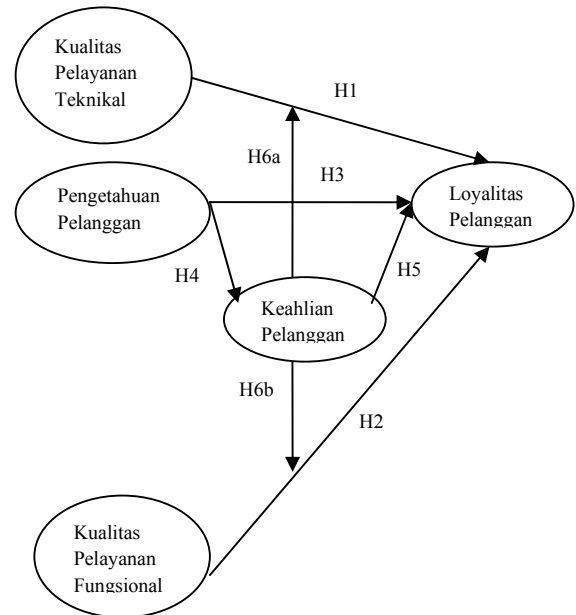 Kualitas
Pelayanan
Teknikal
H1
H6a
H3
Pengetahuan
Pelanggan
Loyalitas
Pelanggan
H4
H5
Keahlian
Pelanggan
H6b
H2
Kualitas
Pelayanan
Fungsional